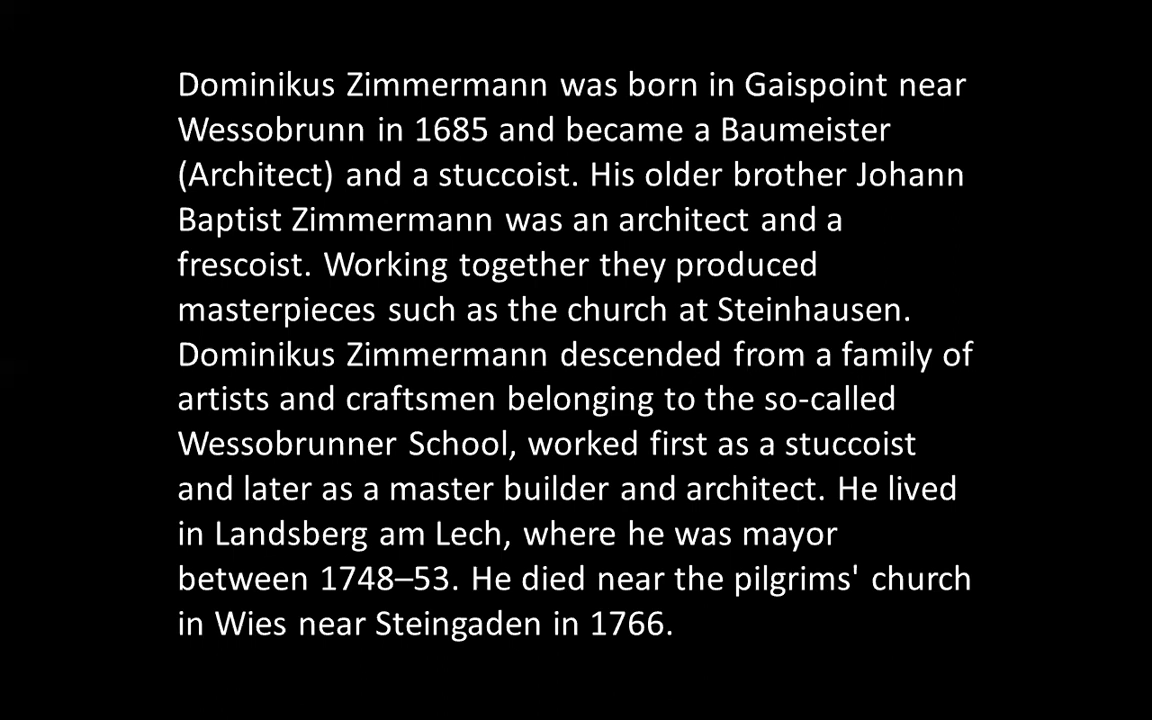 Dominikus Zimmermann was born in Gaispoint near
Wessobrunn in 1685 and became a Baumeister
(Architect) and a stuccoist. His older brother Johann
Baptist Zimmermann was an architect and a
frescoist. Working together they produced
masterpieces such as the church at Steinhausen.
Dominikus Zimmermann descended from a family of
artists and craftsmen belonging to the so-called
Wessobrunner School, worked first as a stuccoist
and later as a master builder and architect. He lived
in Landsberg am Lech, where he was mayor
between 1748–53. He died near the pilgrims' church
in Wies near Steingaden in 1766.